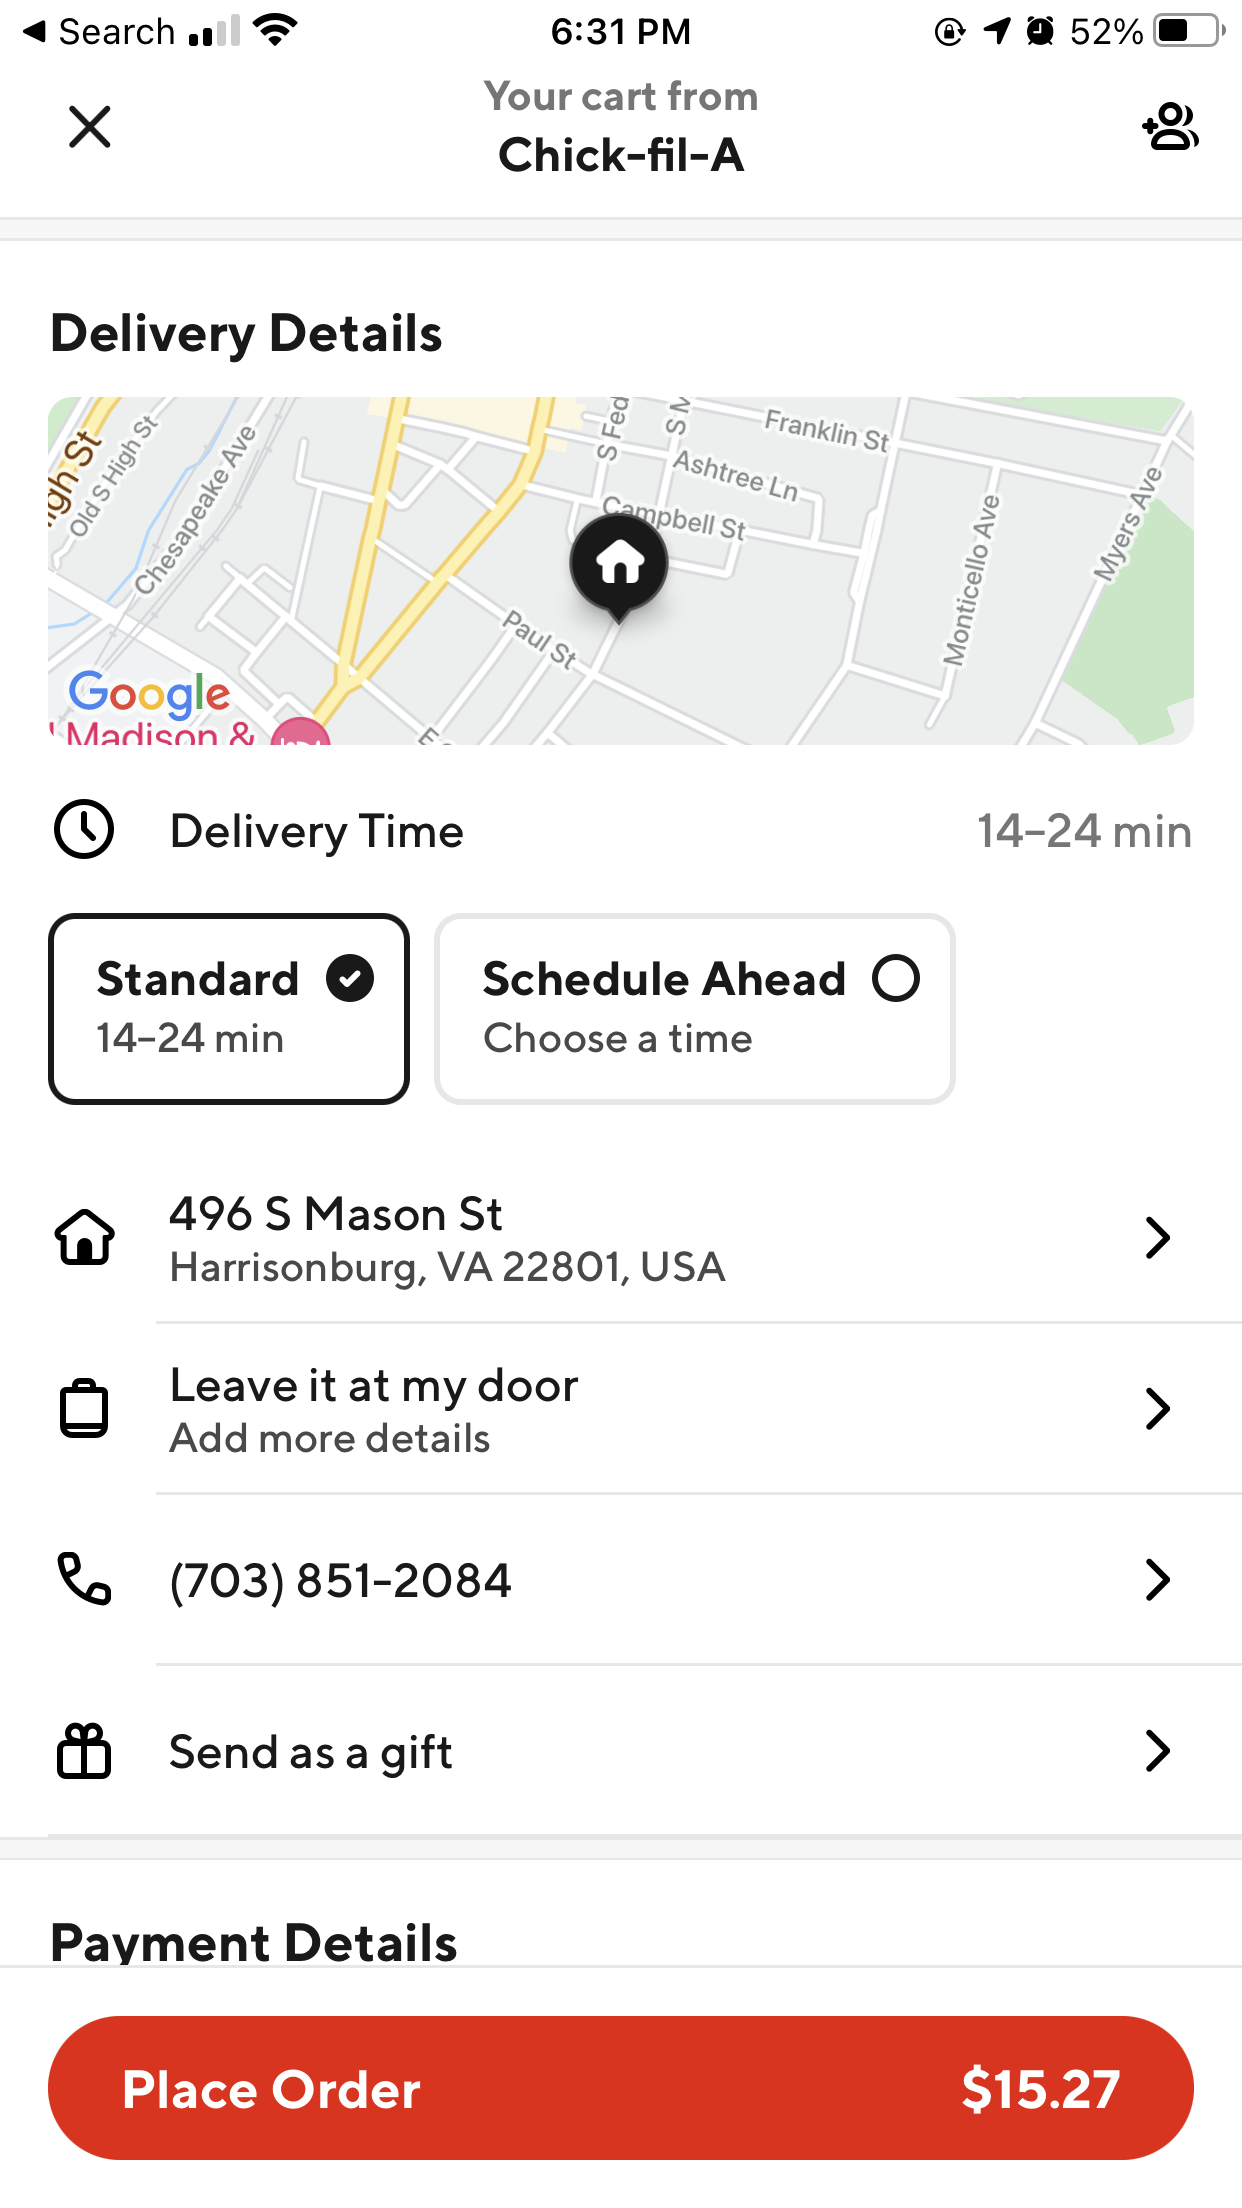 Search
6:31 PM
52%
Your cart from
Chick-fil-A
Delivery Details
Old S High St
Chesapeake Ave
S Fed
S M
Franklin St
Ashtree Ln
Campbell St
Monticello Ave
Myers Ave
Paul St
Google
Madison &
Delivery Time
14–24 min
Standard
14–24 min
Schedule Ahead
Choose a time
496 S Mason St
Harrisonburg, VA 22801, USA
Leave it at my door
Add more details
(703) 851-2084
Send as a gift
Payment Details
Place Order
$15.27